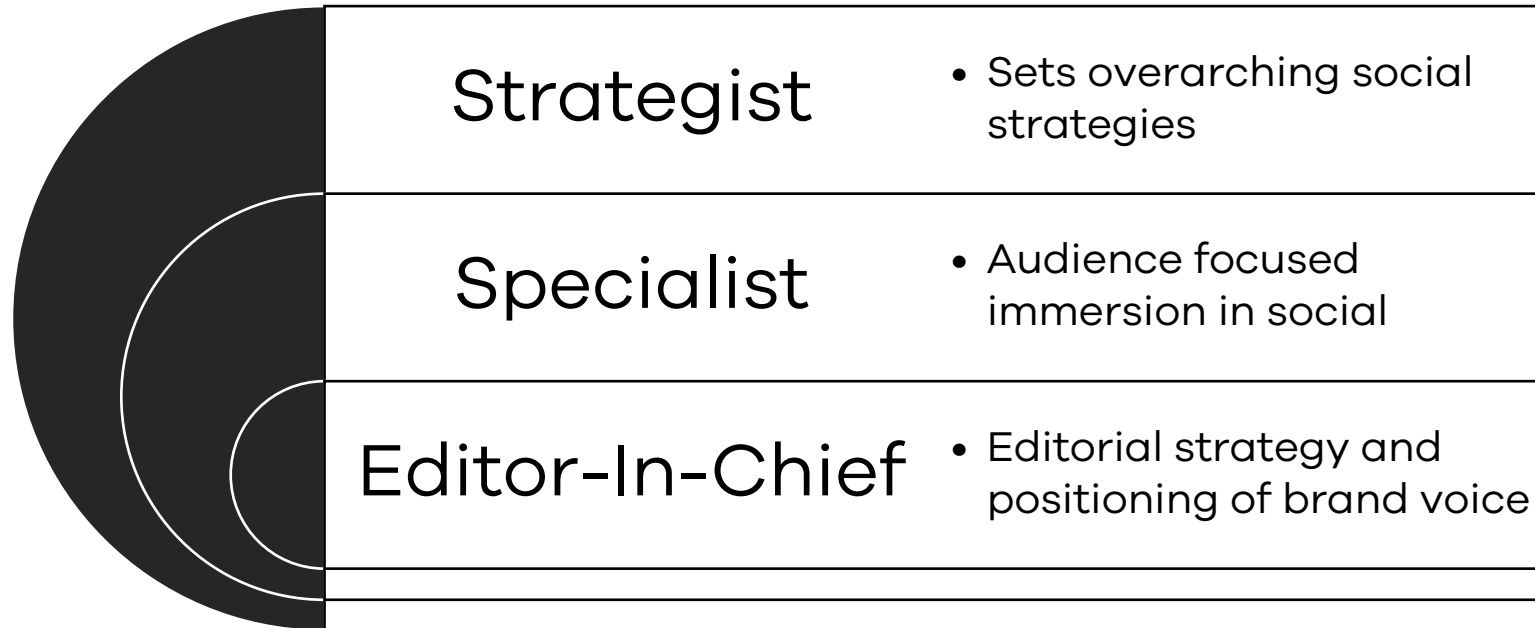 Strategist
• Sets overarching social
strategies
Specialist
• Audience focused
immersion in social
Editor-In-Chief
• Editorial strategy and
positioning of brand voice